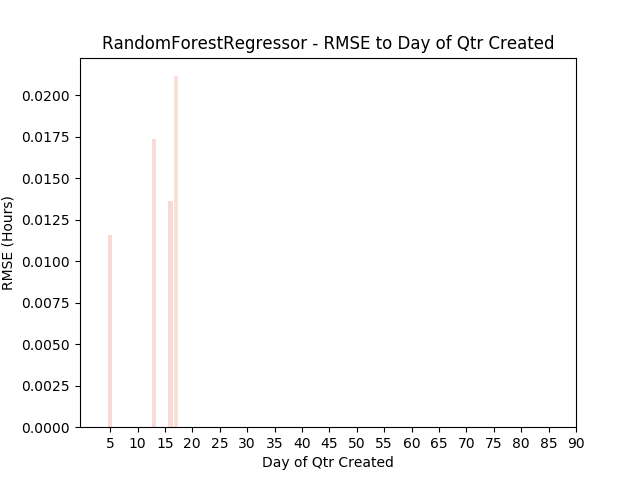 RandomForestRegressor - RMSE to Day of Qtr Created
0.0200
0.0175
0.0150
0.0125
0.0100
0.0075
0.0050
0.0025
0.0000
RMSE (Hours)
5 10 15 20 25 30 35 40 45 50 55 60 65 70 75 80 85 90
Day of Qtr Created